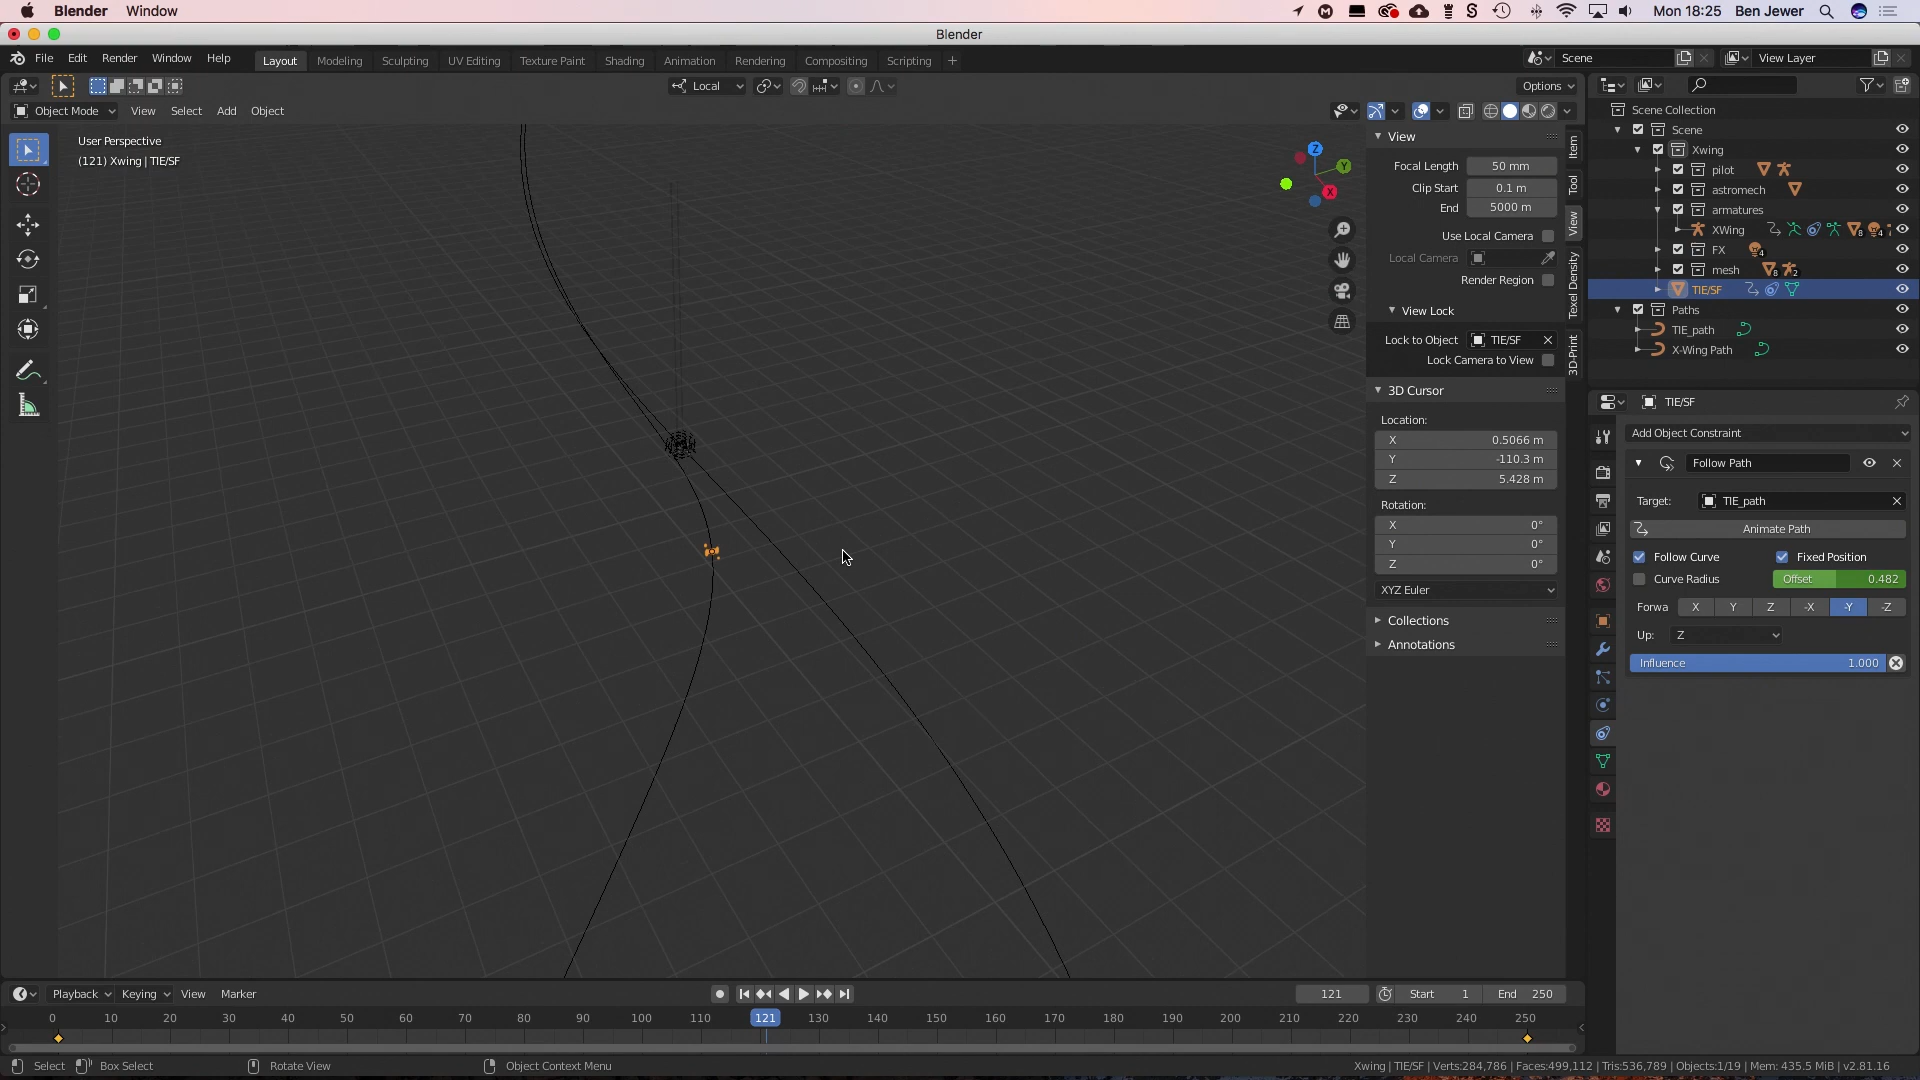 Blender Window
Mon 18:25 Ben Jewer
Blender
File Edit Render Window Help
Layout Modeling Sculpting UV Editing Texture Paint Shading Animation Rendering Compositing Scripting +
Scene
View Layer
Local
Options
Object Mode View Select Add Object
User Perspective
(121) Xwing | TIE/SF
Z
Y
X
View
Focal Length 50 mm
Clip Start 0.1 m
End 5000 m
Use Local Camera
Local Camera
Render Region
View Lock
Lock to Object TIE/SF
Lock Camera to View
3D Cursor
Location:
X 0.5066 m
Y -110.3 m
Z 5.428 m
Rotation:
X 0°
Y 0°
Z 0°
XYZ Euler
Collections
Annotations
Item
Tool
View
Texel Density
3D-Print
Scene Collection
Scene
Xwing
pilot
astromech
armatures
XWing 8 4
FX 4
mesh 8 2
TIE/SF
Paths
TIE_path
X-Wing Path
TIE/SF
Add Object Constraint
Follow Path
Target: TIE_path
Animate Path
Follow Curve Fixed Position
Curve Radius Offset 0.482
Forwa X Y Z -X -Y -Z
Up: Z
Influence 1.000
Playback Keying View Marker
121 Start 1 End 250
0 10 20 30 40 50 60 70 80 90 100 110 121 130 140 150 160 170 180 190 200 210 220 230 240 250
Select Box Select Rotate View Object Context Menu
Xwing | TIE/SF | Verts:284,786 | Faces:499,112 | Tris:536,789 | Objects:1/19 | Mem: 435.5 MiB | v2.81.16